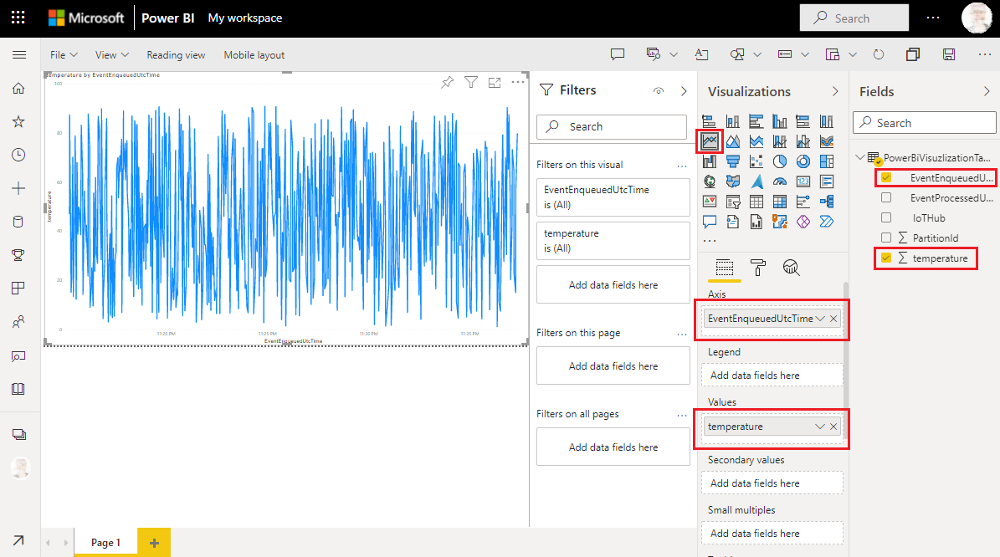 Microsoft Power BI My workspace Search
File View Reading view Mobile layout
temperature by EventEnqueuedUtcTime
100
80
60
40
20
0
temperature
11:20 PM 11:25 PM 11:30 PM 11:35 PM
EventEnqueuedUtcTime
Page 1
Filters
Search
Filters on this visual
EventEnqueuedUtcTime
is (All)
temperature
is (All)
Add data fields here
Filters on this page
Add data fields here
Filters on all pages
Add data fields here
Visualizations
123
Axis
EventEnqueuedUtcTime
Legend
Add data fields here
Values
temperature
Secondary values
Add data fields here
Small multiples
Add data fields here
Fields
Search
PowerBiVisuzlizationTa...
EventEnqueuedU...
EventProcessedU...
IoTHub
PartitionId
temperature